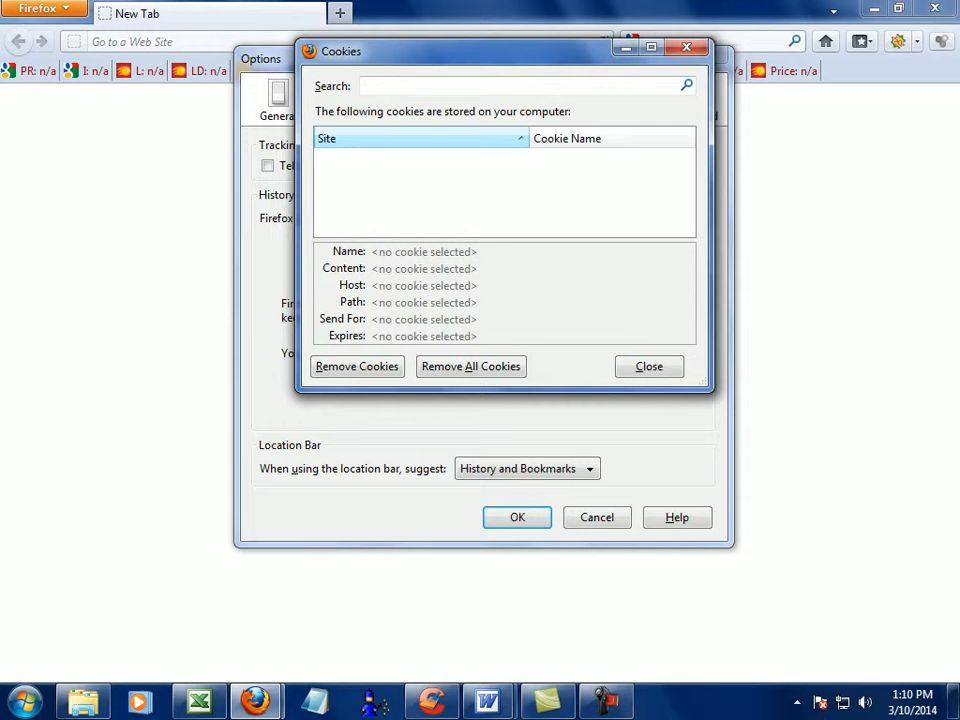 Firefox
New Tab
Go to a Web Site
PR: n/a
I: n/a
L: n/a
LD: n/a
Price: n/a
Options
Cookies
Search:
The following cookies are stored on your computer:
Site
Cookie Name
Name: <no cookie selected>
Content: <no cookie selected>
Host: <no cookie selected>
Path: <no cookie selected>
Send For: <no cookie selected>
Expires: <no cookie selected>
Remove Cookies
Remove All Cookies
Close
History
Firefox
Location Bar
When using the location bar, suggest: History and Bookmarks
OK
Cancel
Help
1:10 PM
3/10/2014